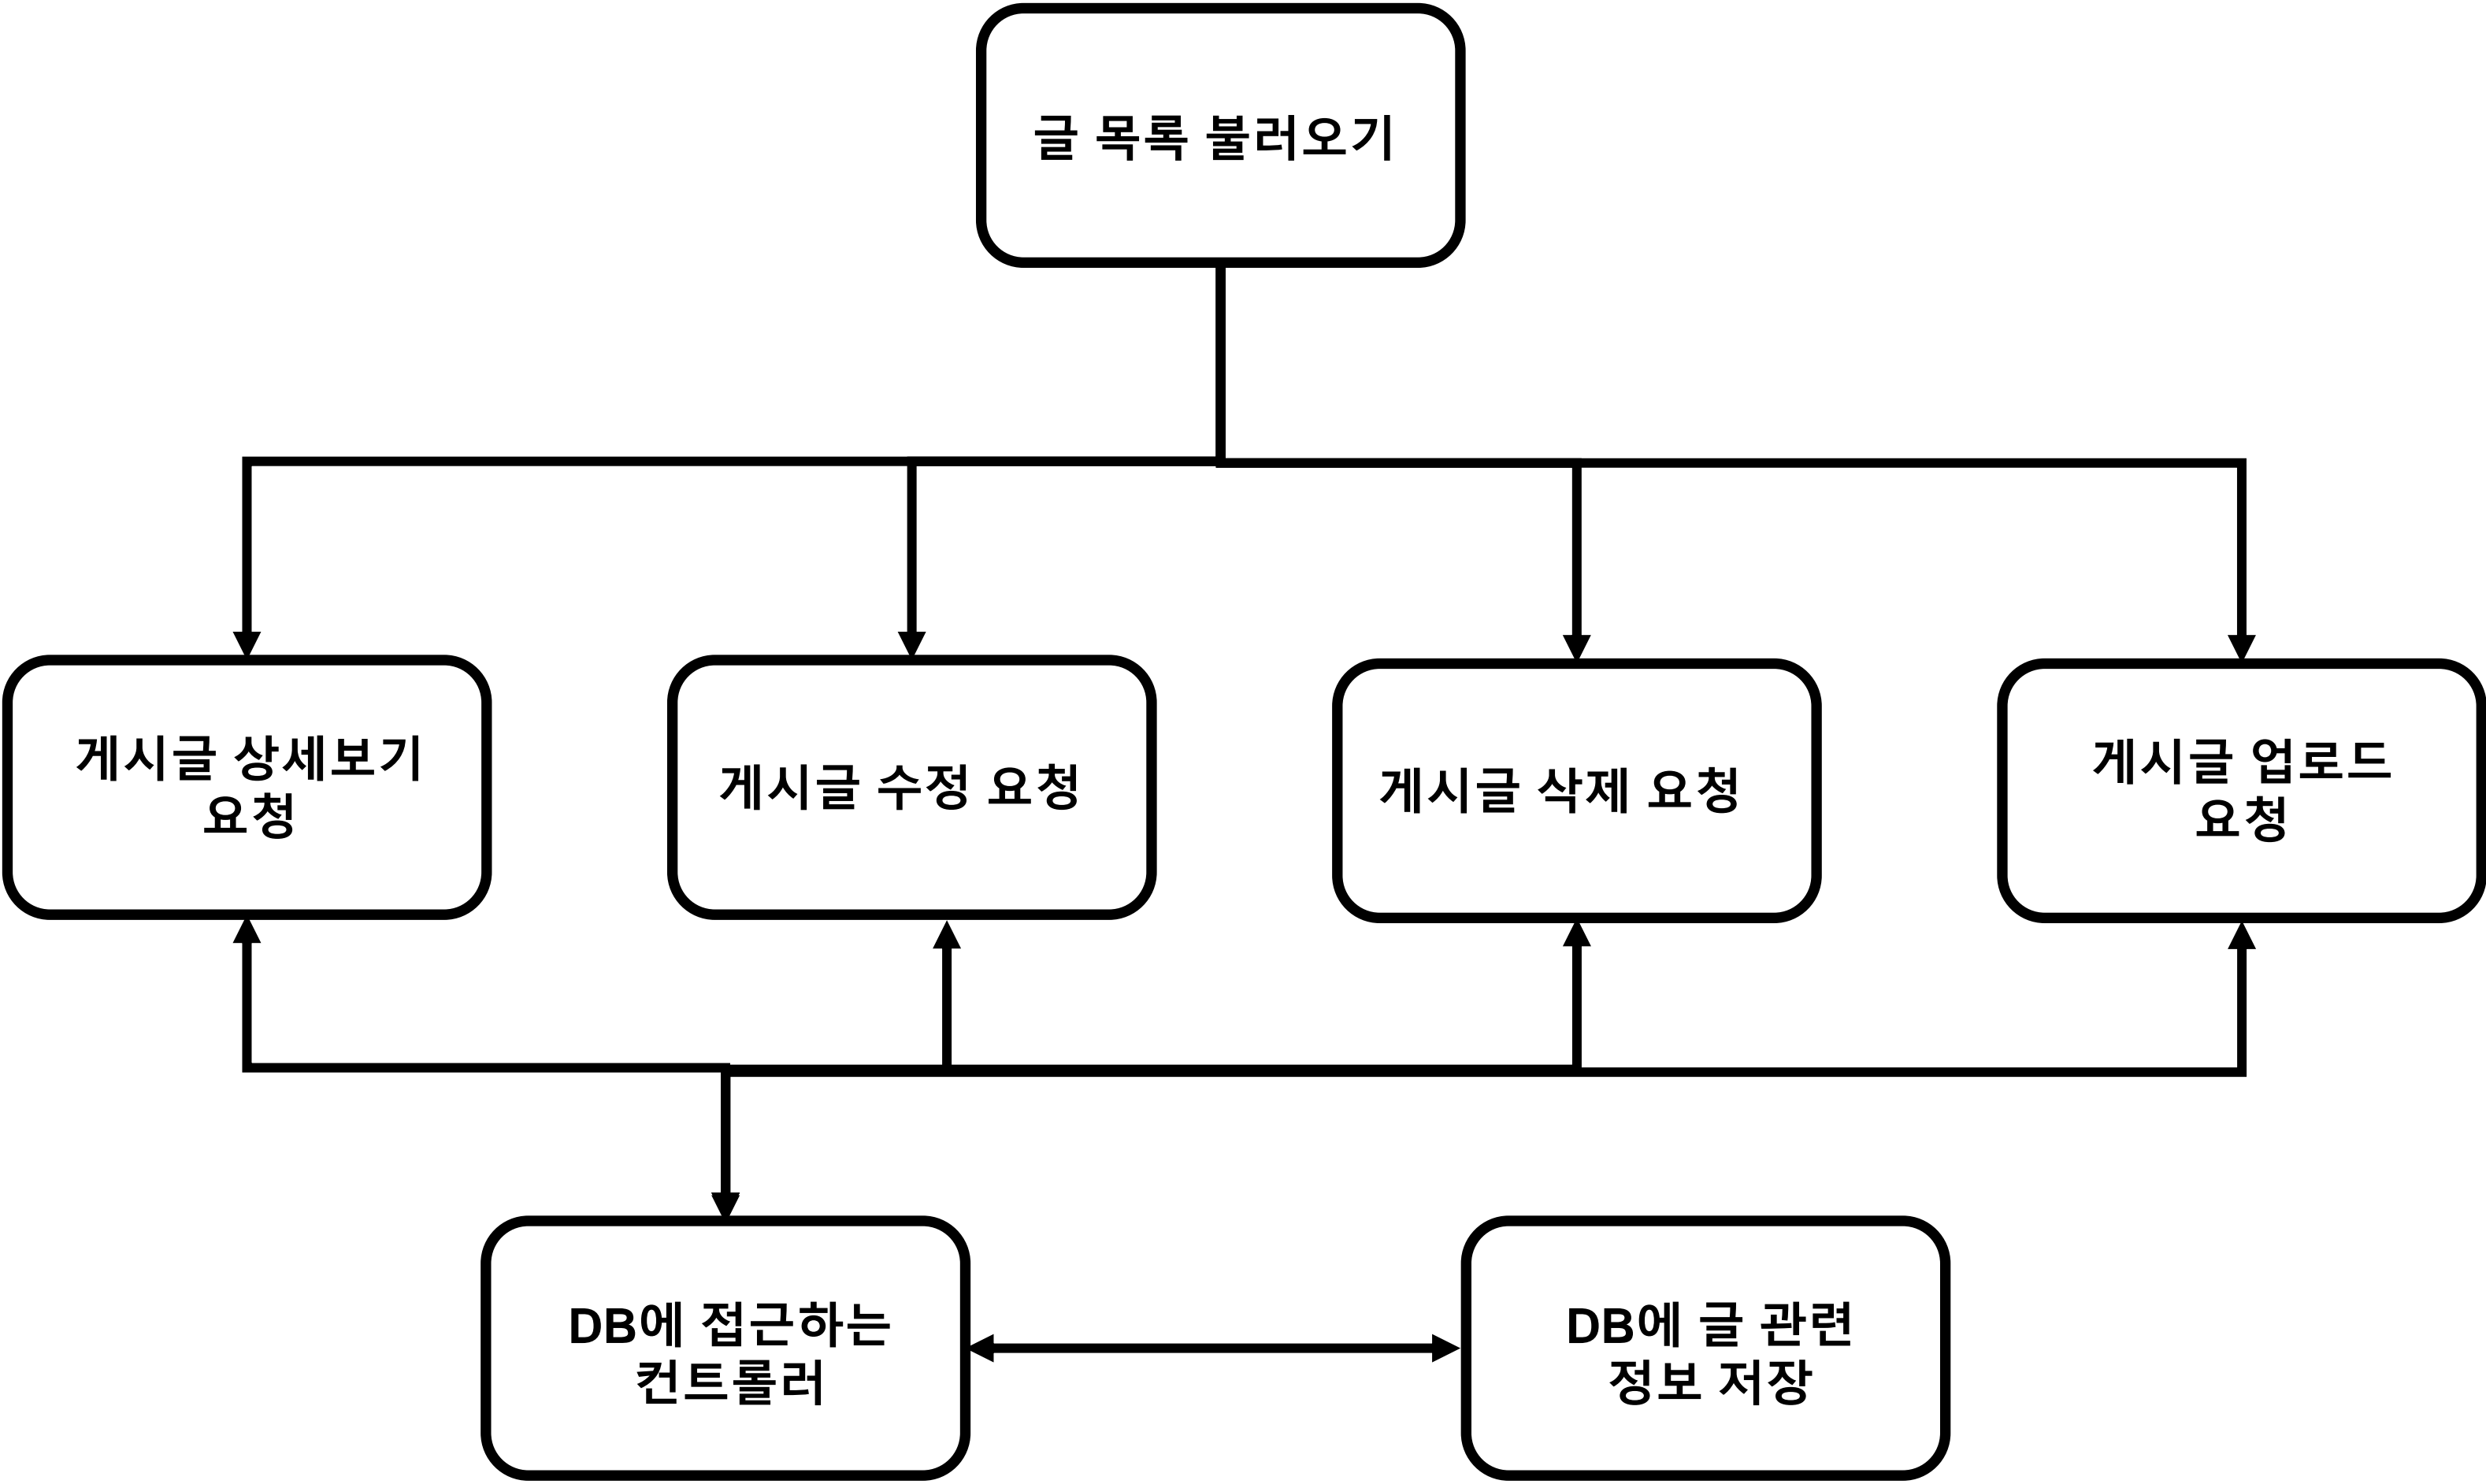 글 목록 불러오기
게시글 상세보기
요청
게시글 수정 요청
게시글 삭제 요청
게시글 업로드
요청
DB에 접근하는
컨트롤러
DB에 글 관련
정보 저장